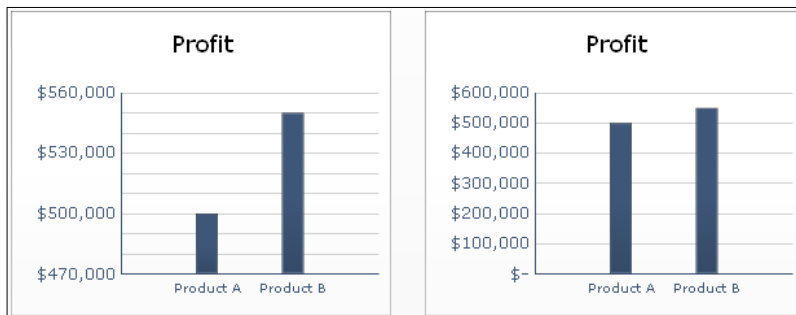 Profit
$560,000
$530,000
$500,000
$470,000
Product A Product B
Profit
$600,000
$500,000
$400,000
$300,000
$200,000
$100,000
$-
Product A Product B